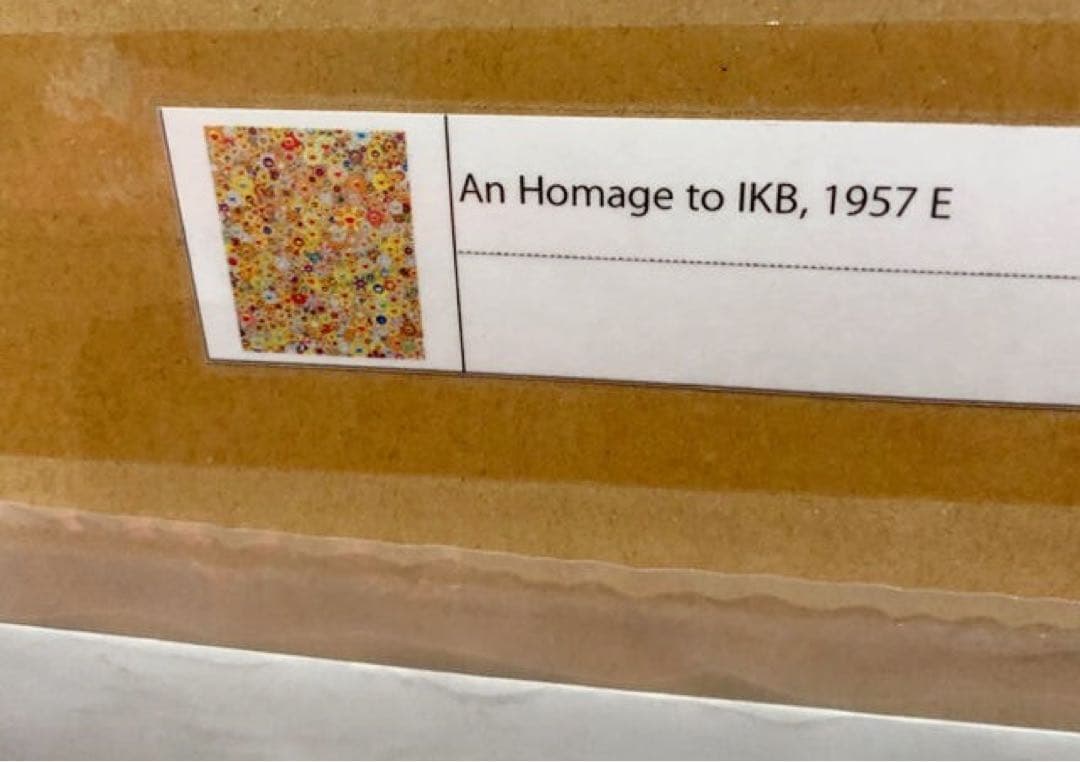 An Homage to IKB, 1957 E